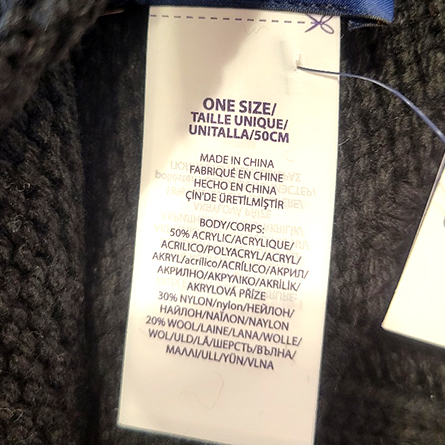 ONE SIZE/
TAILLE UNIQUE/
UNITALLA/50CM
MADE IN CHINA
FABRIQUÉ EN CHINE
HECHO EN CHINA
ÇİN'DE ÜRETİLMİŞTİR
BODY/CORPS:
50% ACRYLIC/ACRYLIQUE/
ACRILICO/POLYACRYL/ACRYL/
AKRYL/acrílico/ACRÍLICO/АКРИЛ/
АКРИЛНО/ΑΚΡΥΛΙΚΟ/AKRİLİK/
AKRYLOVÁ PŘÍZE
30% NYLON/nylon/НЕЙЛОН/
НАЙЛОН/ΝΑΪΛΟΝ/NAYLON
20% WOOL/LAINE/LANA/WOLLE/
WOL/ULD/LÃ/ШЕРСТЬ/ВЪЛНА/
ΜΑΛΛΙ/ULL/YÜN/VLNA